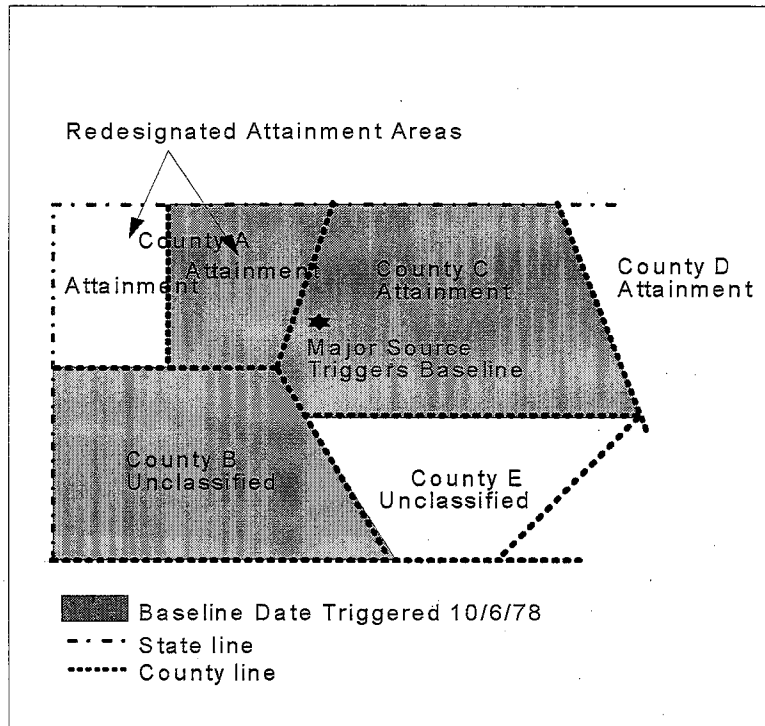 Redesignated Attainment Areas
County A
Attainment
Attainment
County C
Attainment
County D
Attainment
Major Source
Triggers Baseline
County B
Unclassified
County E
Unclassified
Baseline Date Triggered 10/6/78
State line
County line